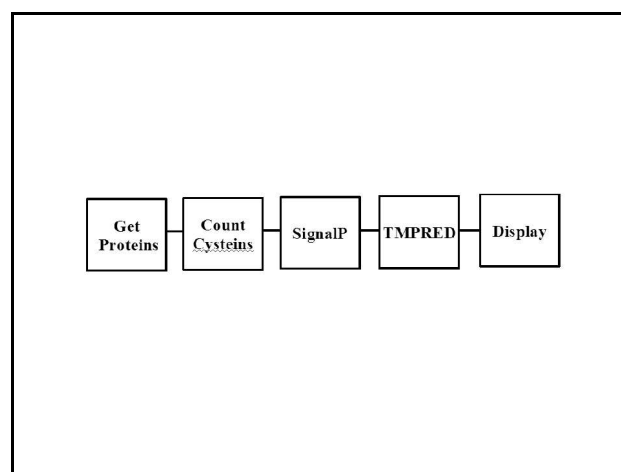 Get
Proteins
Count
Cysteins
SignalP
TMPRED
Display